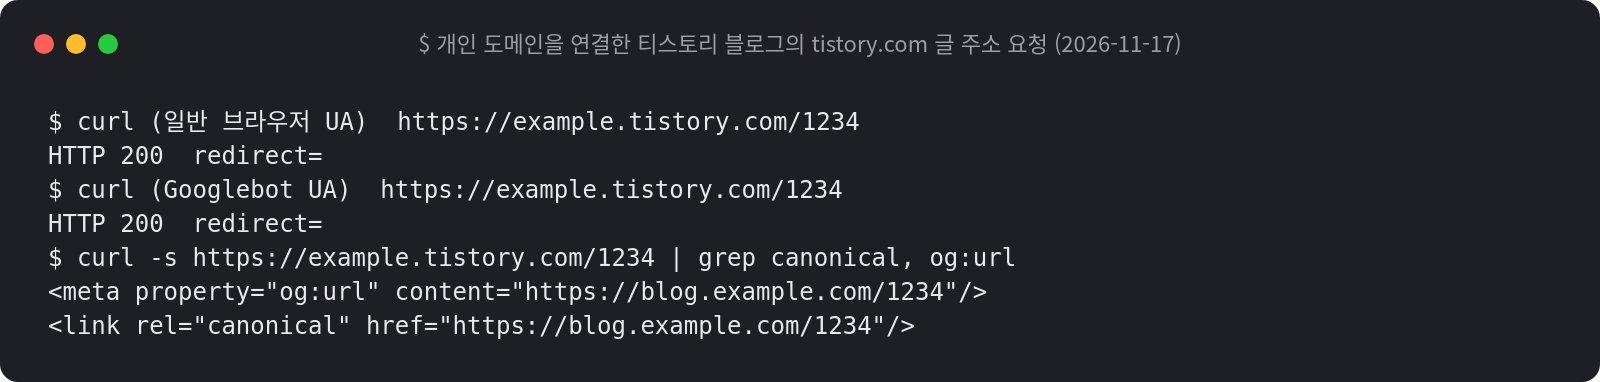 $ 개인 도메인을 연결한 티스토리 블로그의 tistory.com 글 주소 요청 (2026-11-17)
$ curl (일반 브라우저 UA)  https://example.tistory.com/1234
HTTP 200  redirect=
$ curl (Googlebot UA)  https://example.tistory.com/1234
HTTP 200  redirect=
$ curl -s https://example.tistory.com/1234 | grep canonical, og:url
<meta property="og:url" content="https://blog.example.com/1234"/>
<link rel="canonical" href="https://blog.example.com/1234"/>